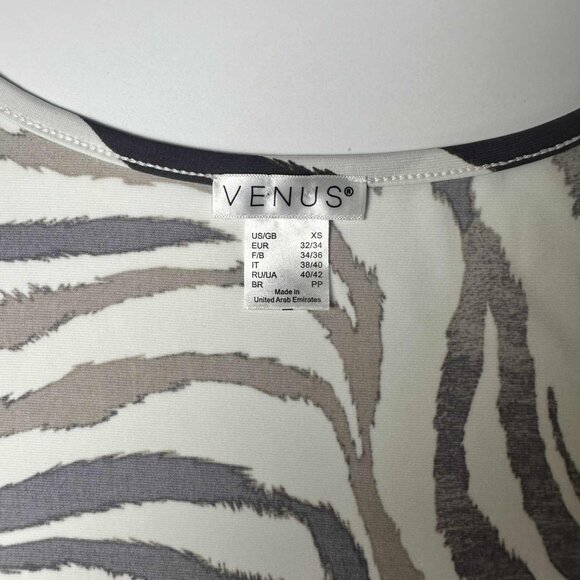 VENUS®
US/GB XS
EUR 32/34
F/B 34/36
IT 38/40
RU/UA 40/42
BR PP
Made in
United Arab Emirates